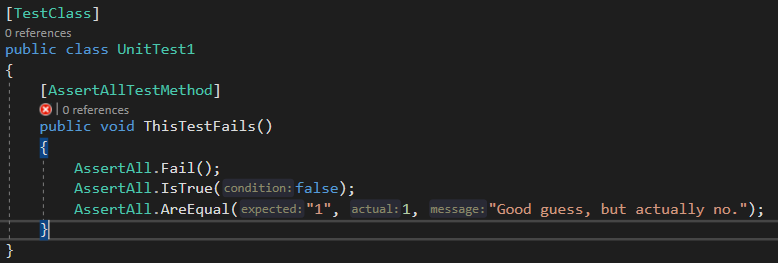 [TestClass]
0 references
public class UnitTest1
{
[AssertAllTestMethod]
| 0 references
public void ThisTestFails()
{
AssertAll.Fail();
AssertAll.IsTrue(condition:false);
AssertAll.AreEqual(expected:"1", actual:1, message:"Good guess, but actually no.");
}
}